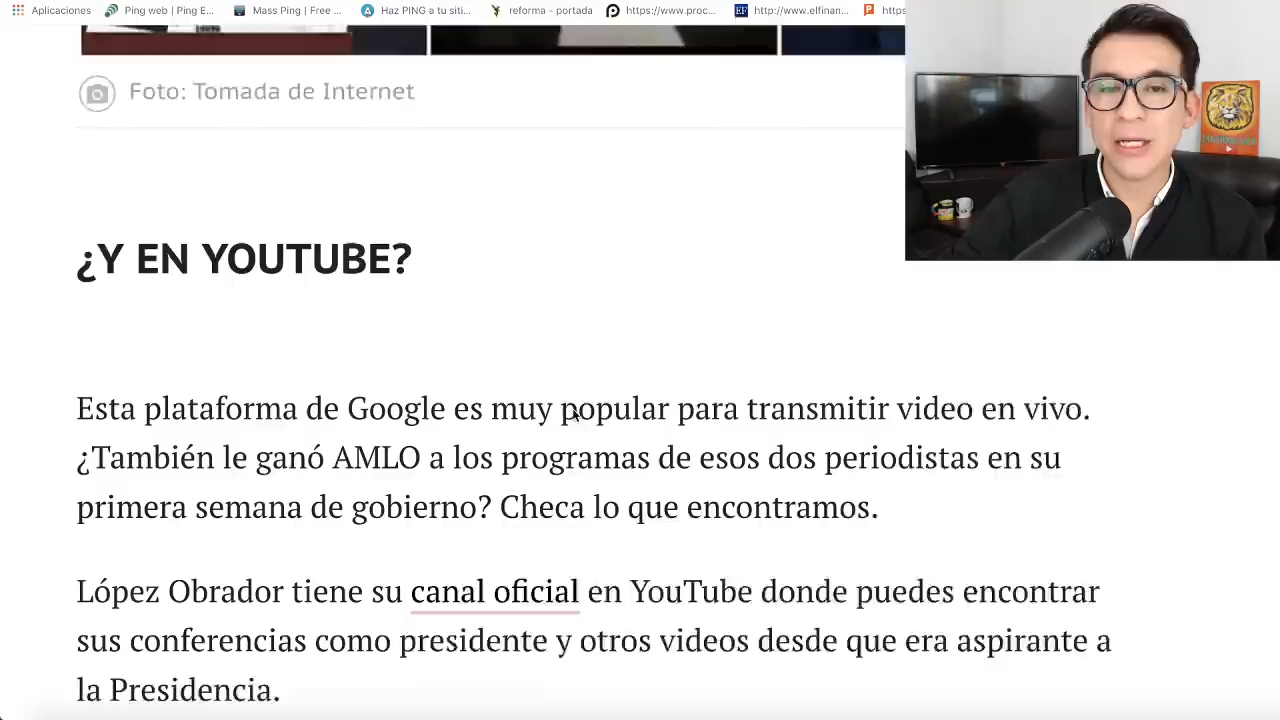 Aplicaciones
Ping web | Ping E...
Mass Ping | Free ...
Haz PING a tu siti...
reforma - portada
https://www.proc...
http://www.elfinan...
https
Foto: Tomada de Internet
¿Y EN YOUTUBE?
Esta plataforma de Google es muy popular para transmitir video en vivo.
¿También le ganó AMLO a los programas de esos dos periodistas en su
primera semana de gobierno? Checa lo que encontramos.
López Obrador tiene su canal oficial en YouTube donde puedes encontrar
sus conferencias como presidente y otros videos desde que era aspirante a
la Presidencia.